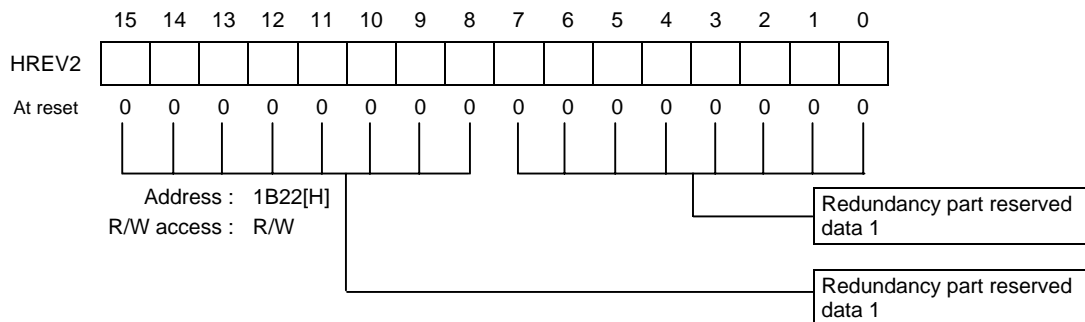 15 14 13 12 11 10 9 8 7 6 5 4 3 2 1 0
HREV2
At reset 0 0 0 0 0 0 0 0 0 0 0 0 0 0 0 0
Address : 1B22[H]
R/W access : R/W
Redundancy part reserved
data 1
Redundancy part reserved
data 1